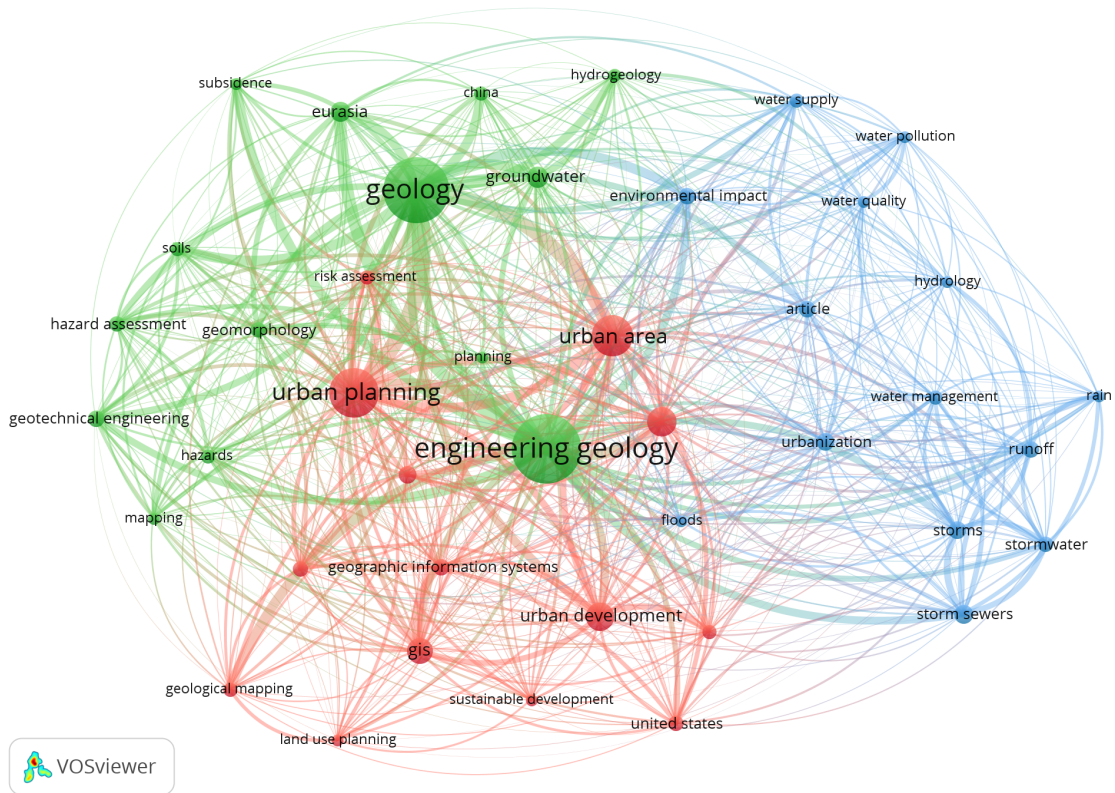 subsidence
hydrogeology
china
water supply
eurasia
water pollution
geology
groundwater
environmental impact
water quality
soils
risk assessment
hydrology
article
hazard assessment
geomorphology
urban area
planning
urban planning
water management
rain
geotechnical engineering
engineering geology
urbanization
runoff
hazards
mapping
floods
storms
stormwater
geographic information systems
urban development
storm sewers
gis
geological mapping
sustainable development
united states
land use planning
VOSviewer